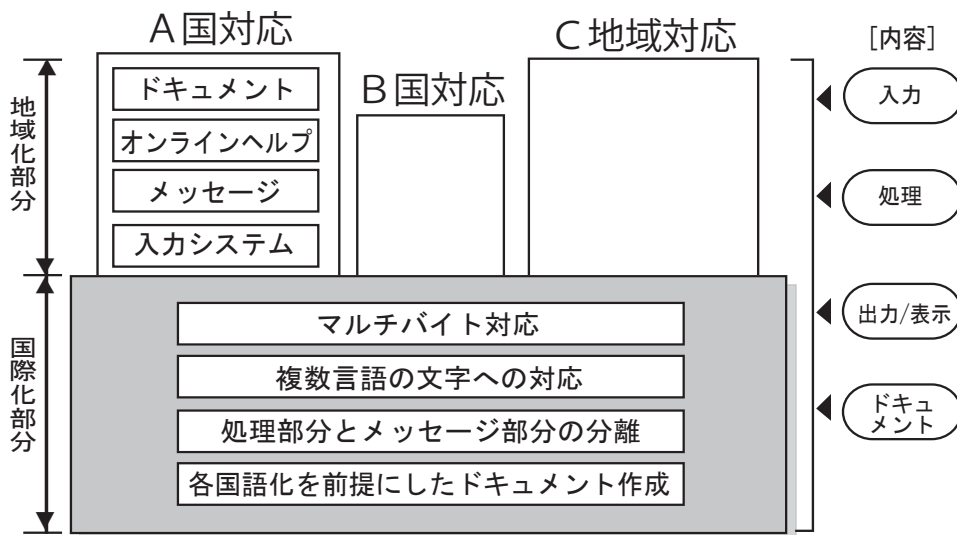 A国対応
B国対応
C地域対応
[内容]
地域化部分
ドキュメント
オンラインヘルプ
メッセージ
入力システム
国際化部分
マルチバイト対応
複数言語の文字への対応
処理部分とメッセージ部分の分離
各国語化を前提にしたドキュメント作成
入力
処理
出力/表示
ドキュ
メント